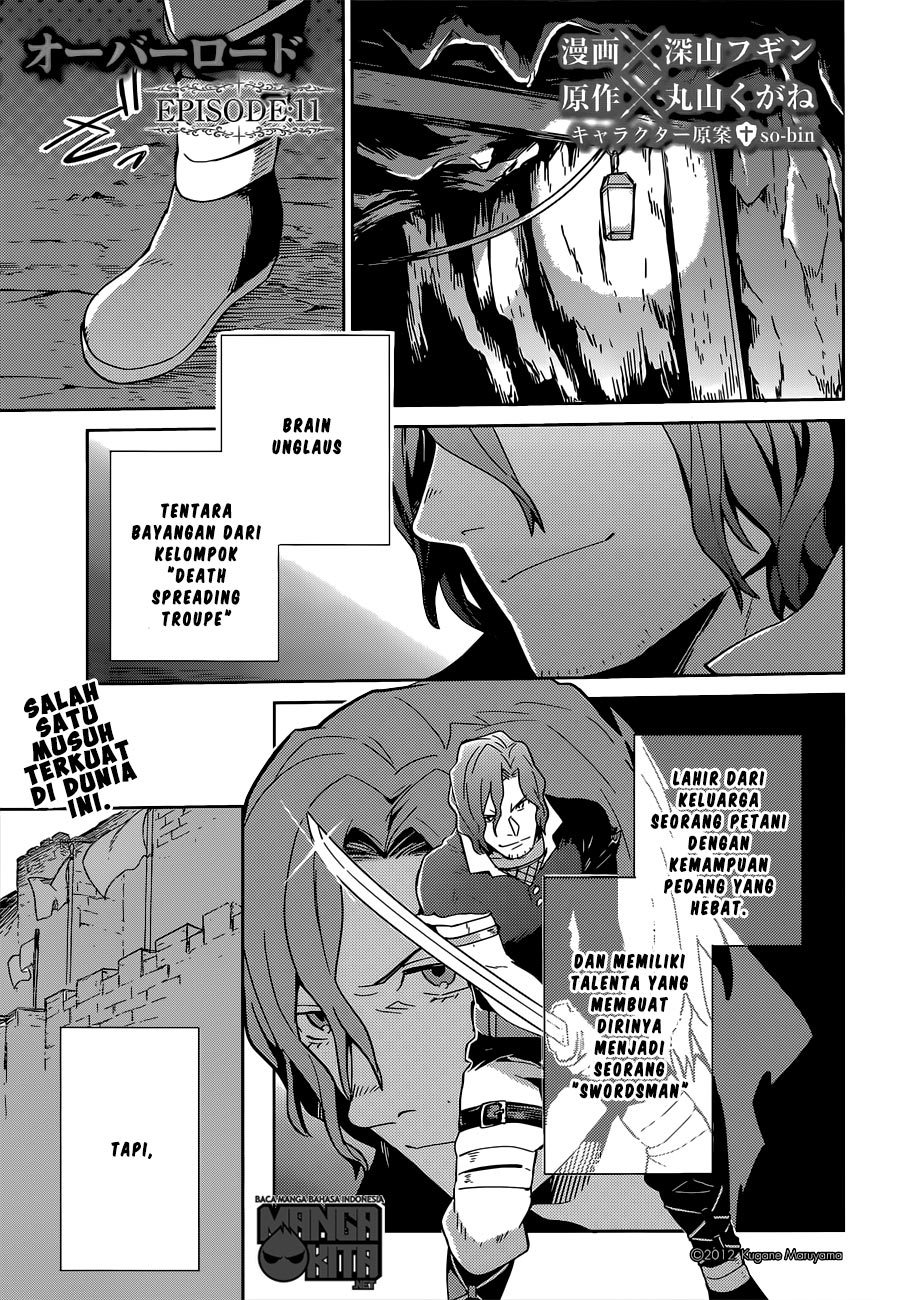 オーバーロード
EPISODE:11
漫画×深山フギン
原作×丸山くがね
キャラクター原案 so-bin
BRAIN
UNGLAUS
TENTARA
BAYANGAN DARI
KELOMPOK
"DEATH
SPREADING
TROUPE"
SALAH
SATU
MUSUH
TERKUAT
DI DUNIA
INI.
LAHIR DARI
KELUARGA
SEORANG PETANI
DENGAN
KEMAMPUAN
PEDANG YANG
HEBAT.
DAN MEMILIKI
TALENTA YANG
MEMBUAT
DIRINYA
MENJADI
SEORANG
"SWORDSMAN"
TAPI,
BACA MANGA BAHASA INDONESIA
MANGA
KITA
.NET
©2012 Kugane Maruyama